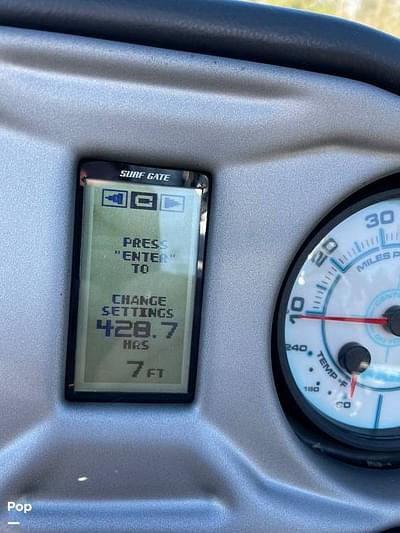 SURF GATE
PRESS
"ENTER"
TO
CHANGE
SETTINGS
428.7
HRS
7 FT
30
20
10
MILES P
240
TEMP °F
Pop